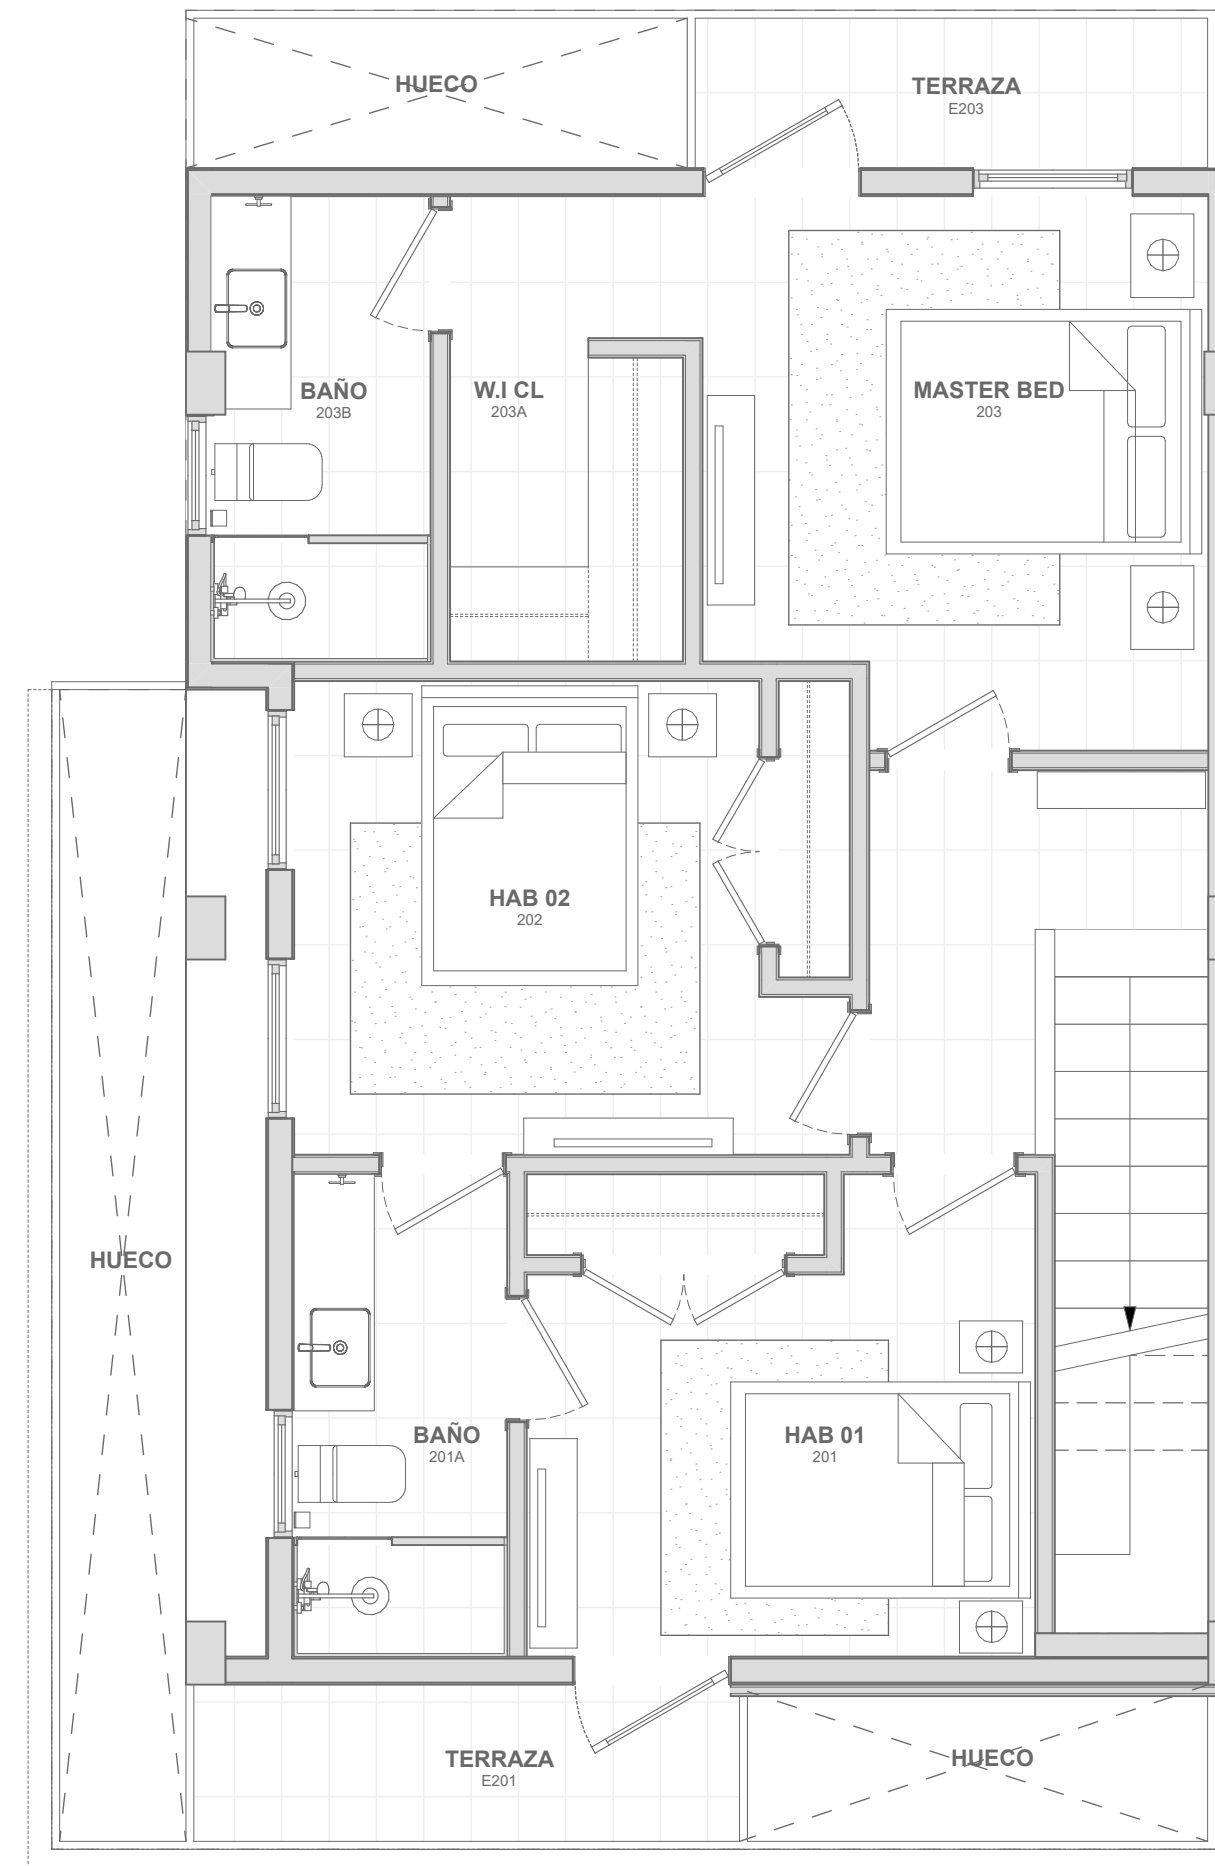 HUECO
TERRAZA
E203
BAÑO
203B
W.I CL
203A
MASTER BED
203
HAB 02
202
HUECO
BAÑO
201A
HAB 01
201
TERRAZA
E201
HUECO